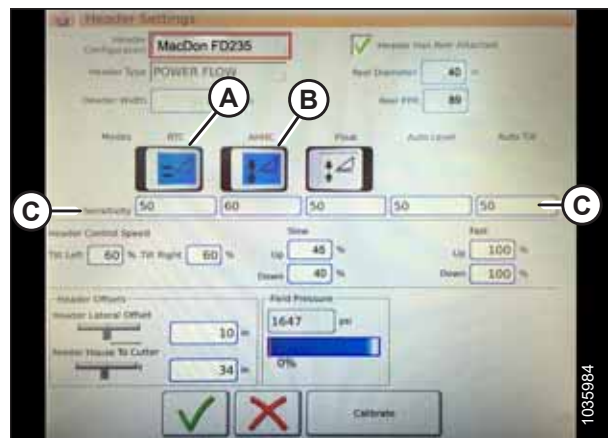 Header Settings
Header Configuration MacDon FD235
Header Has Reel Attached
Header Type POWER FLOW
Reel Diameter 40 in
Header Width
Reel PPR 89
A
B
Modes RTC AHHC Float Auto Level Auto Tilt
C
C
Sensitivity 50 60 50 50 50
Header Control Speed
Slow
Fast
Tilt Left 60 % Tilt Right 60 %
Up 45 %
Up 100 %
Down 40 %
Down 100 %
Header Offsets
Header Lateral Offset
10 in
Feeder House To Cutter
34 in
Field Pressure
1647 psi
0%
Calibrate
1035984